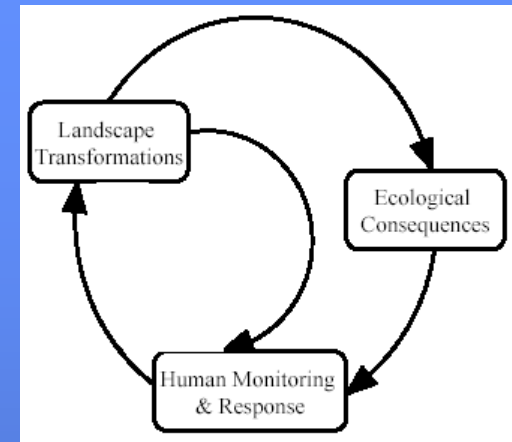 Landscape
Transformations
Ecological
Consequences
Human Monitoring
& Response